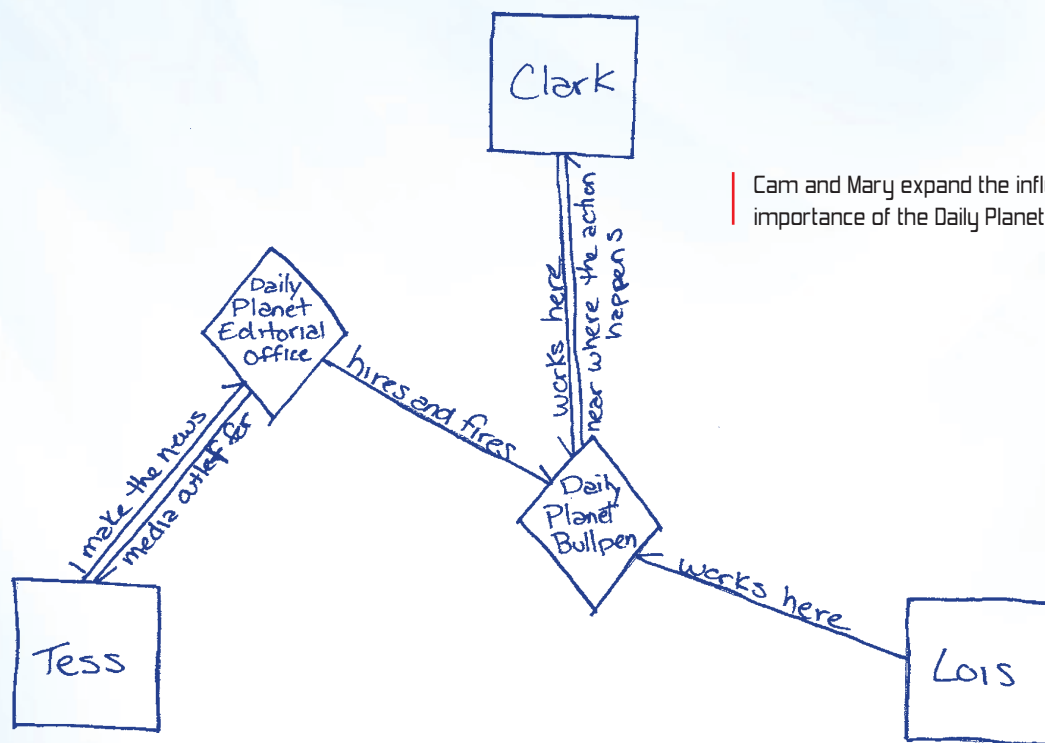 Clark
Cam and Mary expand the
importance of the Daily Planet
works here
near where the action
happens
Daily
Planet
Editorial
Office
hires and fires
I make the news
media outlet for
Daily
Planet
Bullpen
works here
Tess
Lois